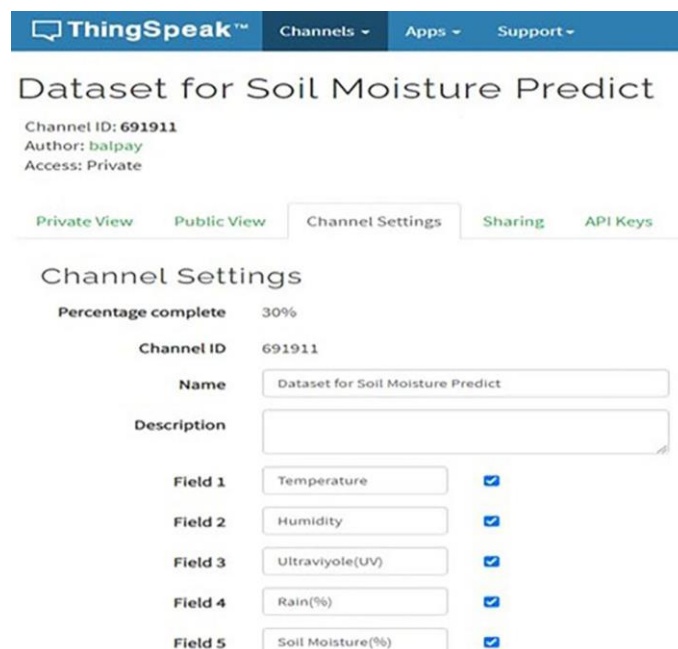 ThingSpeak™ Channels Apps Support
Dataset for Soil Moisture Predict
Channel ID: 691911
Author: balpay
Access: Private
Private View Public View Channel Settings Sharing API Keys
Channel Settings
Percentage complete 30%
Channel ID 691911
Name Dataset for Soil Moisture Predict
Description
Field 1 Temperature
Field 2 Humidity
Field 3 Ultraviyole(UV)
Field 4 Rain(%)
Field 5 Soil Moisture(%)